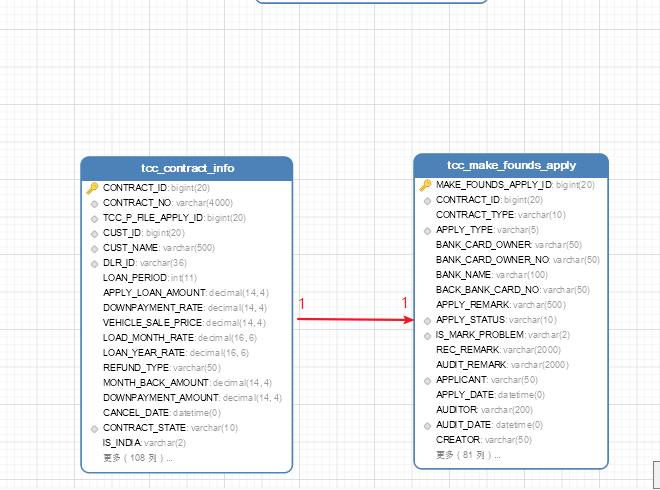 tcc_contract_info
CONTRACT_ID: bigint(20)
CONTRACT_NO: varchar(4000)
TCC_P_FILE_APPLY_ID: bigint(20)
CUST_ID: bigint(20)
CUST_NAME: varchar(500)
DLR_ID: varchar(36)
LOAN_PERIOD: int(11)
APPLY_LOAN_AMOUNT: decimal(14, 4)
DOWNPAYMENT_RATE: decimal(14, 4)
VEHICLE_SALE_PRICE: decimal(14, 4)
LOAD_MONTH_RATE: decimal(16, 6)
LOAN_YEAR_RATE: decimal(16, 6)
REFUND_TYPE: varchar(50)
MONTH_BACK_AMOUNT: decimal(14, 4)
DOWNPAYMENT_AMOUNT: decimal(14, 4)
CANCEL_DATE: datetime(0)
CONTRACT_STATE: varchar(10)
IS_INDIA: varchar(2)
更多 ( 108 列 ) ...
1
1
tcc_make_founds_apply
MAKE_FOUNDS_APPLY_ID: bigint(20)
CONTRACT_ID: bigint(20)
CONTRACT_TYPE: varchar(10)
APPLY_TYPE: varchar(5)
BANK_CARD_OWNER: varchar(50)
BANK_CARD_OWNER_NO: varchar(50)
BANK_NAME: varchar(100)
BACK_BANK_CARD_NO: varchar(50)
APPLY_REMARK: varchar(500)
APPLY_STATUS: varchar(10)
IS_MARK_PROBLEM: varchar(2)
REC_REMARK: varchar(2000)
AUDIT_REMARK: varchar(2000)
APPLICANT: varchar(50)
APPLY_DATE: datetime(0)
AUDITOR: varchar(200)
AUDIT_DATE: datetime(0)
CREATOR: varchar(50)
更多 ( 81 列 ) ...